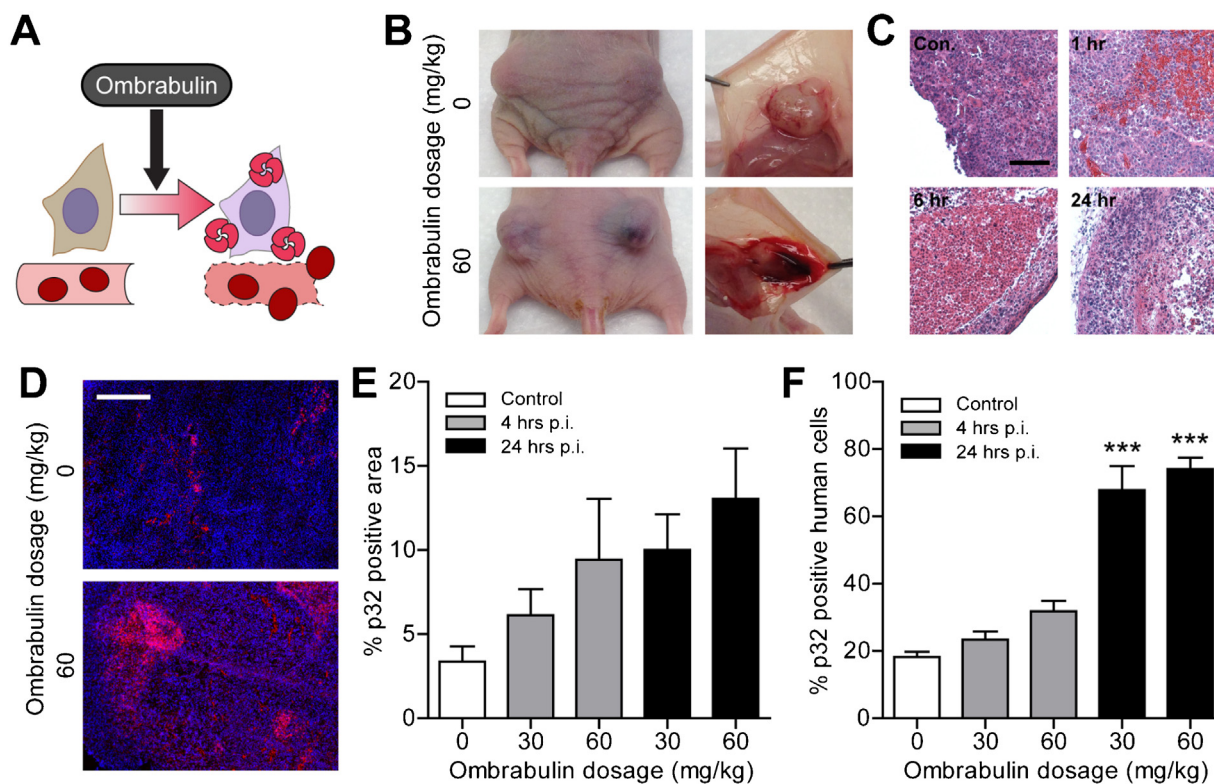 A
Ombrabulin
B
Ombrabulin dosage (mg/kg)
0
60
C
Con.
1 hr
6 hr
24 hr
D
Ombrabulin dosage (mg/kg)
0
60
E
% p32 positive area
20
15
10
5
0
Control
4 hrs p.i.
24 hrs p.i.
0 30 60 30 60
Ombrabulin dosage (mg/kg)
F
% p32 positive human cells
100
80
60
40
20
0
Control
4 hrs p.i.
24 hrs p.i.
*** ***
0 30 60 30 60
Ombrabulin dosage (mg/kg)